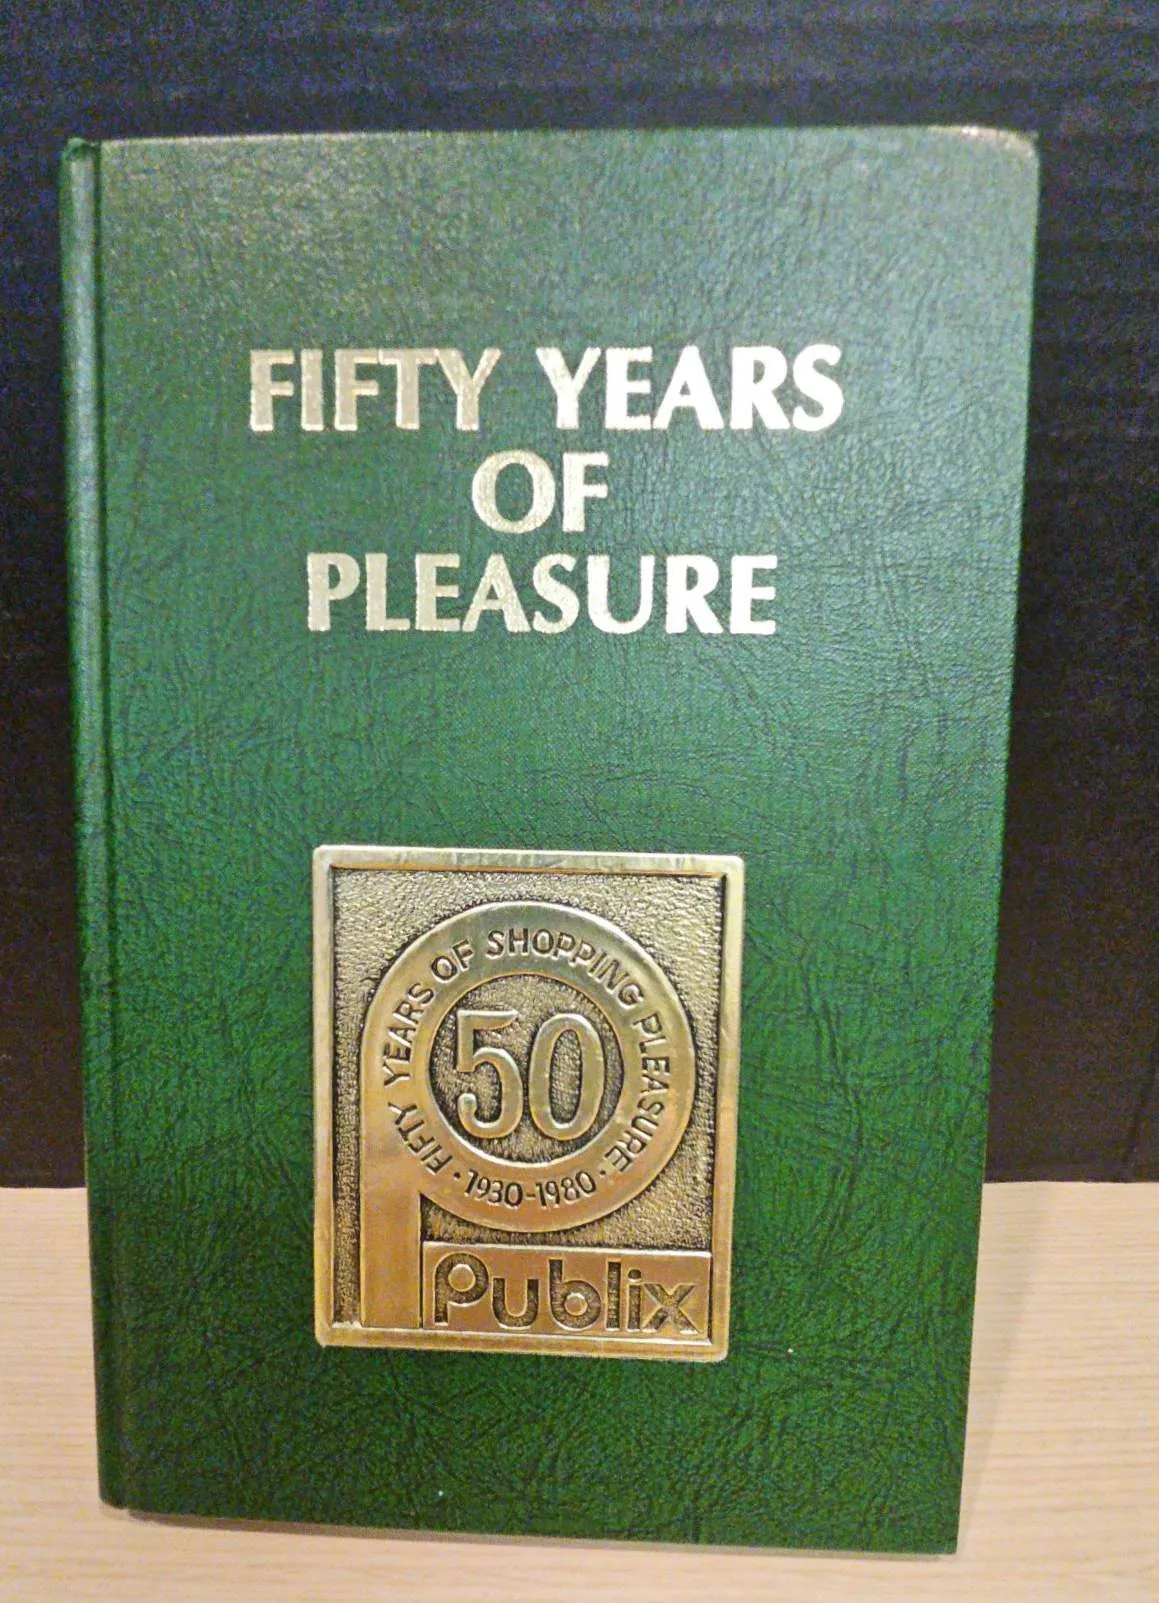 FIFTY YEARS
OF
PLEASURE
FIFTY YEARS OF SHOPPING PLEASURE
50
· 1930-1980 ·
Publix